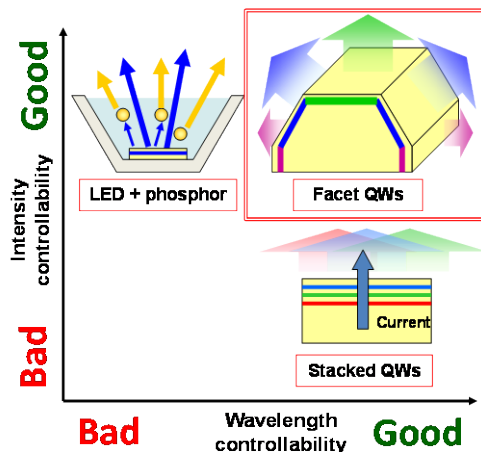 Good
Intensity
controllability
Bad
LED + phosphor
Facet QWs
Current
Stacked QWs
Bad
Wavelength
controllability
Good